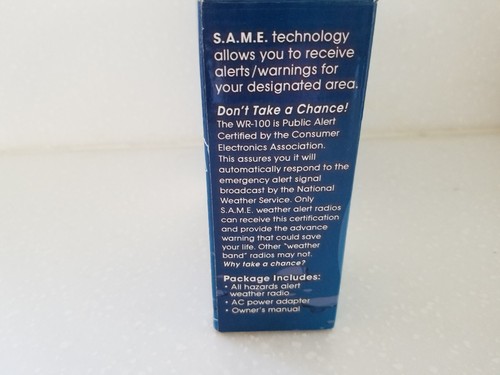 S.A.M.E. technology
allows you to receive
alerts/warnings for
your designated area.
Don't Take a Chance!
The WR-100 is Public Alert
Certified by the Consumer
Electronics Association.
This assures you it will
automatically respond to the
emergency alert signal
broadcast by the National
Weather Service. Only
S.A.M.E. weather alert radios
can receive this certification
and provide the advance
warning that could save
your life. Other "weather
band" radios may not.
Why take a chance?
Package Includes:
• All hazards alert
weather radio
• AC power adapter
• Owner's manual